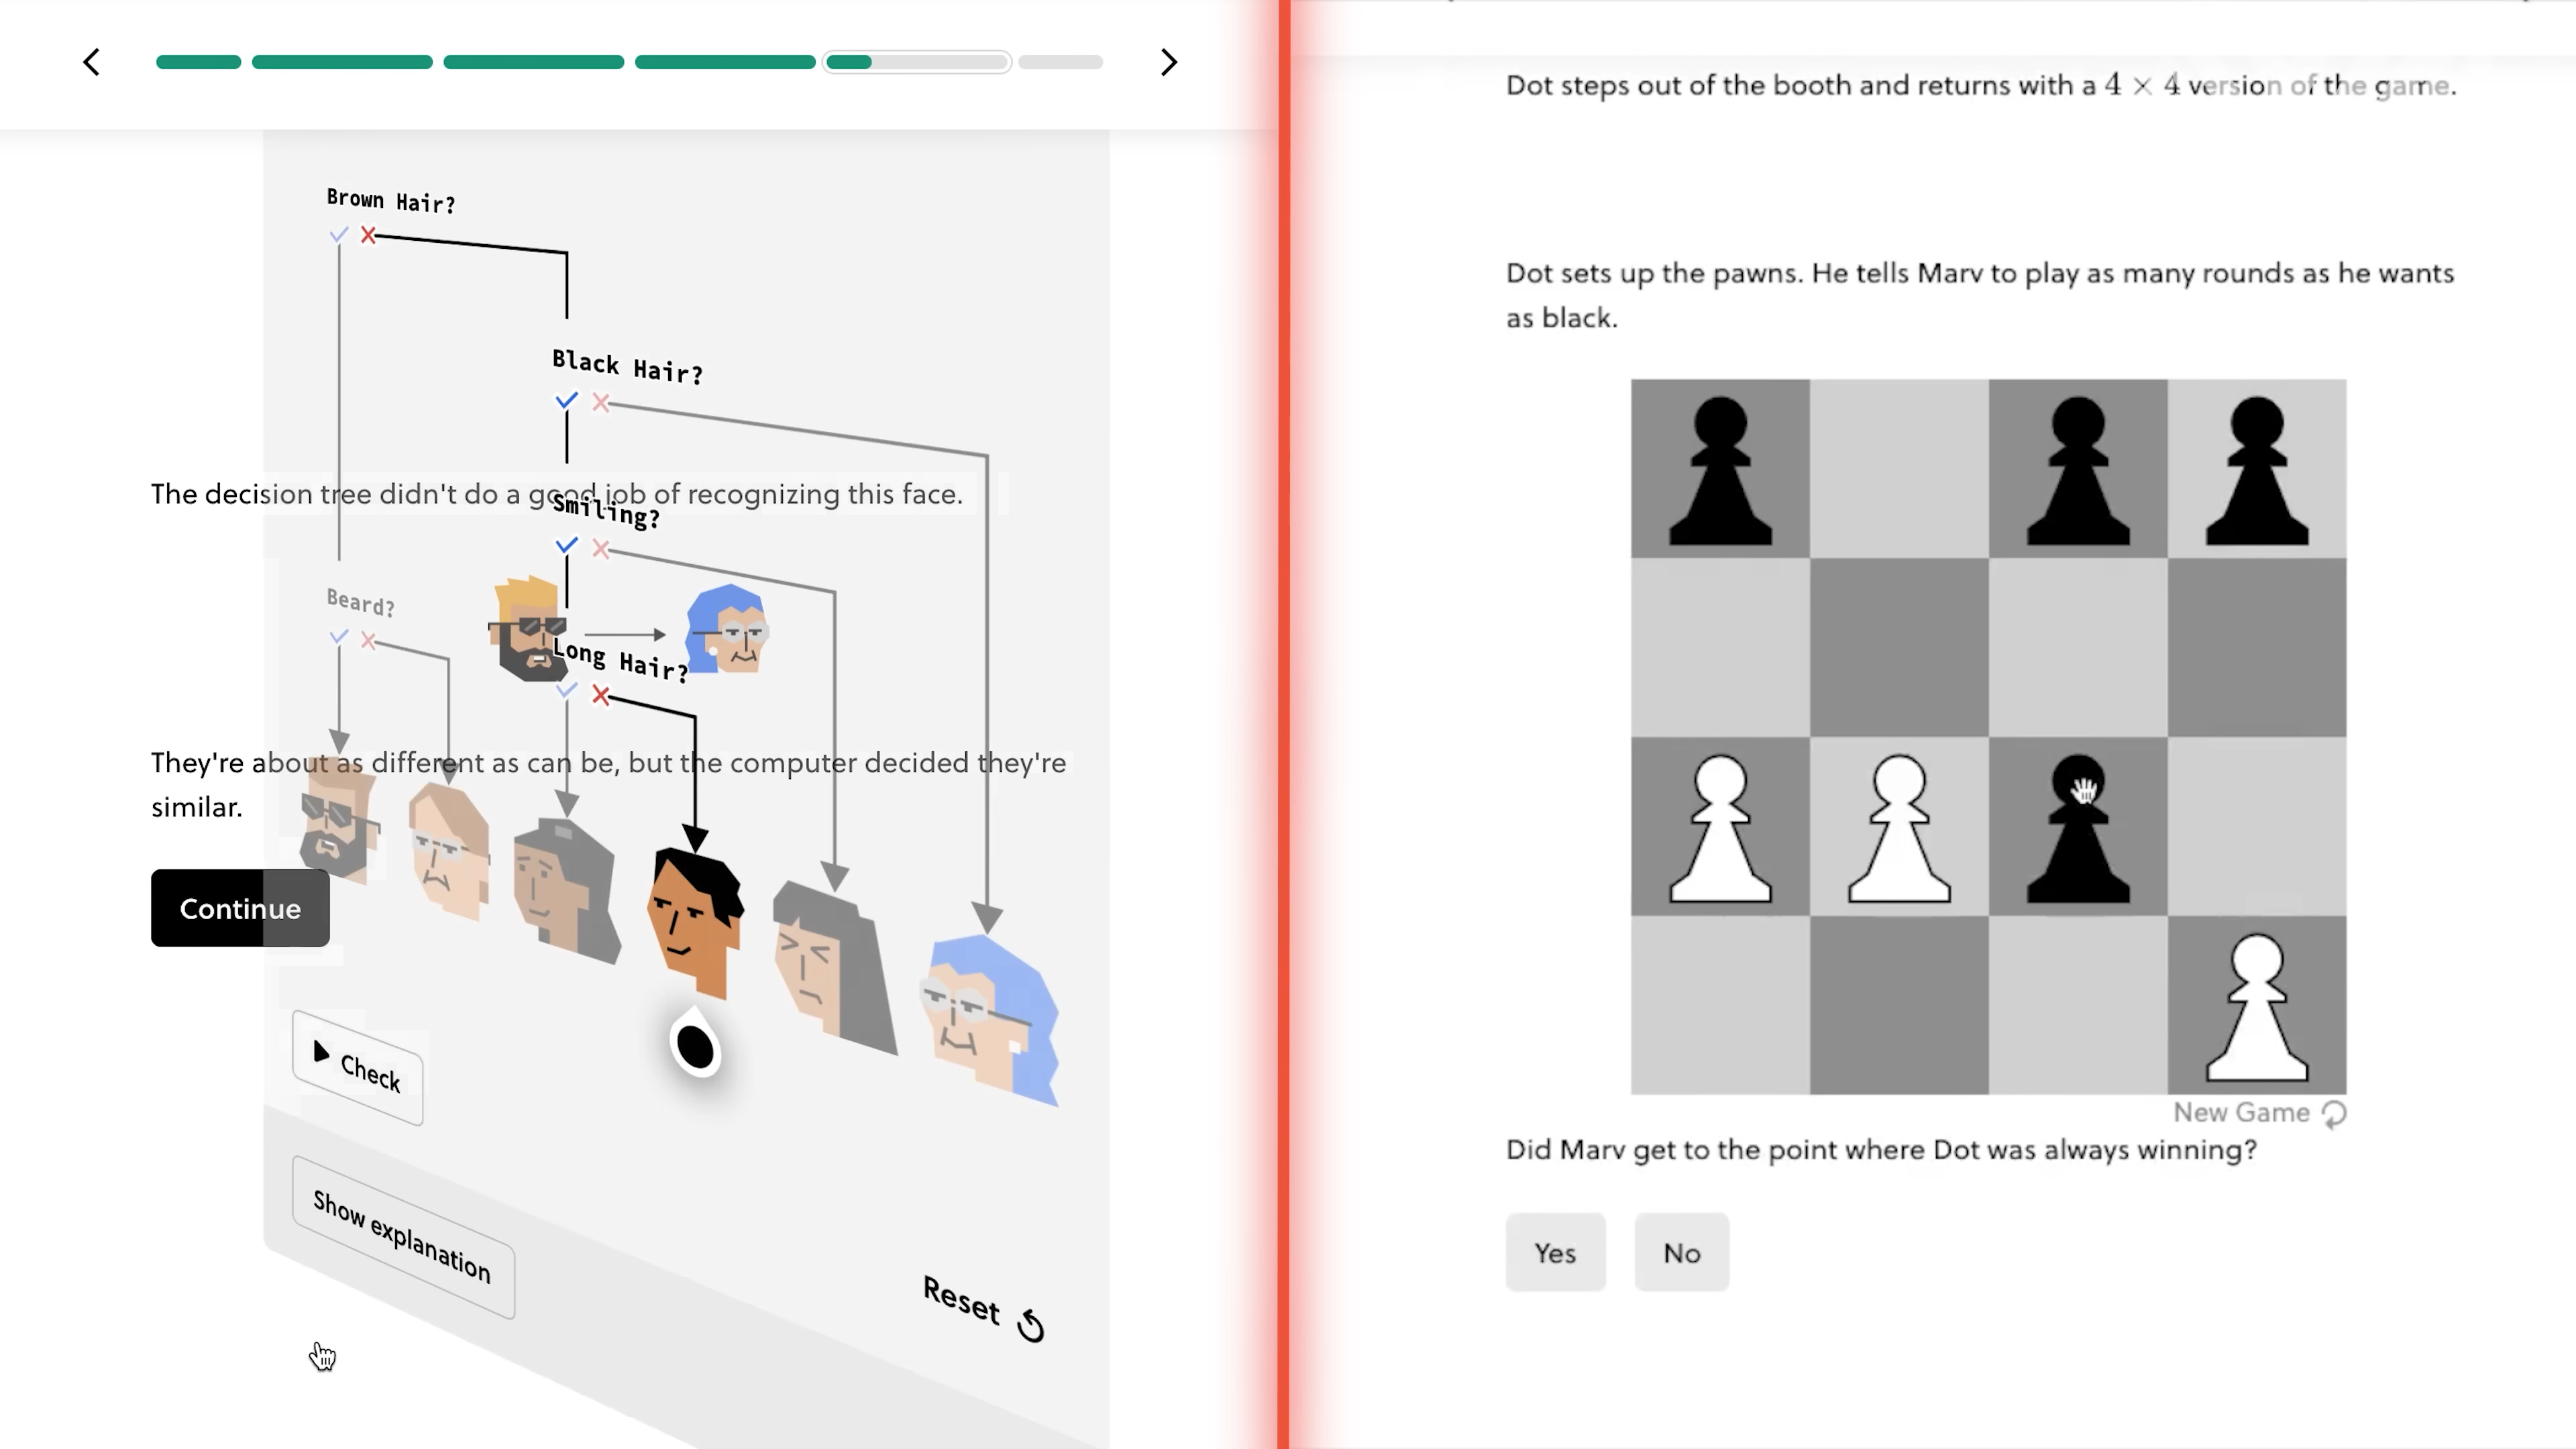 Brown Hair?
Black Hair?
The decision tree didn't do a good job of recognizing this face.
Smiling?
Beard?
Long Hair?
They're about as different as can be, but the computer decided they're
similar.
Continue
Check
Show explanation
Reset
Dot steps out of the booth and returns with a 4 × 4 version of the game.
Dot sets up the pawns. He tells Marv to play as many rounds as he wants
as black.
New Game
Did Marv get to the point where Dot was always winning?
Yes
No